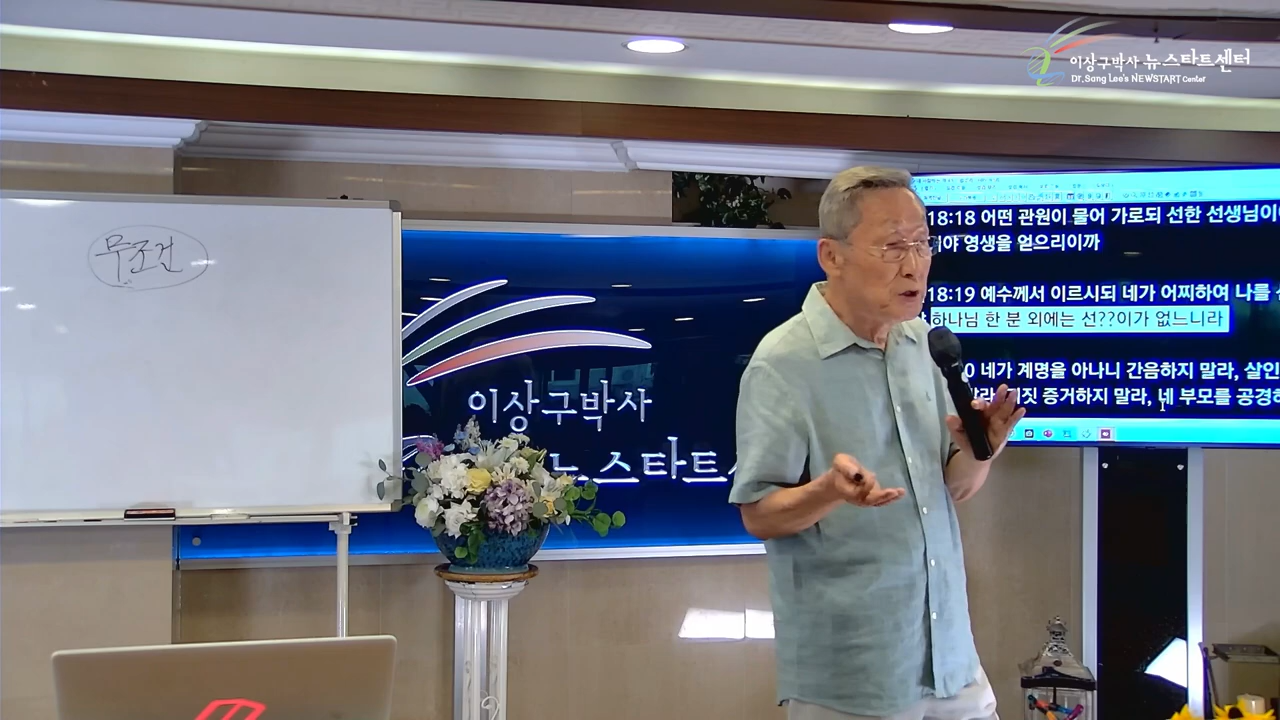 이상구박사 뉴스타트센터
Dr. Sang Lee's NEWSTART Center
무조건
이상구박사
뉴 스타트
18:18 어떤 관원이 물어 가로되 선한 선생님이
야 영생을 얻으리이까
18:19 예수께서 이르시되 네가 어찌하여 나를
하나님 한 분 외에는 선??이가 없느니라
0 네가 계명을 아나니 간음하지 말라, 살인
말라, 거짓 증거하지 말라, 네 부모를 공경하